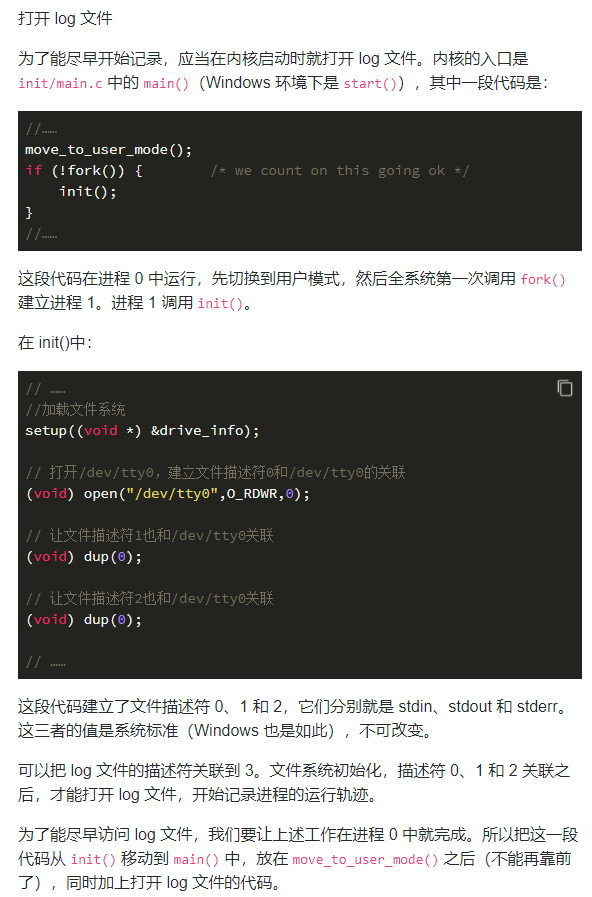 打开 log 文件
为了能尽早开始记录，应当在内核启动时就打开 log 文件。内核的入口是
init/main.c 中的 main()（Windows 环境下是 start()），其中一段代码是：
//……
move_to_user_mode();
if (!fork()) {        /* we count on this going ok */
    init();
}
//……
这段代码在进程 0 中运行，先切换到用户模式，然后全系统第一次调用 fork()
建立进程 1。进程 1 调用 init()。
在 init()中：
// ……
//加载文件系统
setup((void *) &drive_info);
// 打开/dev/tty0，建立文件描述符0和/dev/tty0的关联
(void) open("/dev/tty0",O_RDWR,0);
// 让文件描述符1也和/dev/tty0关联
(void) dup(0);
// 让文件描述符2也和/dev/tty0关联
(void) dup(0);
// ……
这段代码建立了文件描述符 0、1 和 2，它们分别就是 stdin、stdout 和 stderr。
这三者的值是系统标准（Windows 也是如此），不可改变。
可以把 log 文件的描述符关联到 3。文件系统初始化，描述符 0、1 和 2 关联之
后，才能打开 log 文件，开始记录进程的运行轨迹。
为了能尽早访问 log 文件，我们要让上述工作在进程 0 中就完成。所以把这一段
代码从 init() 移动到 main() 中，放在 move_to_user_mode() 之后（不能再靠前
了），同时加上打开 log 文件的代码。